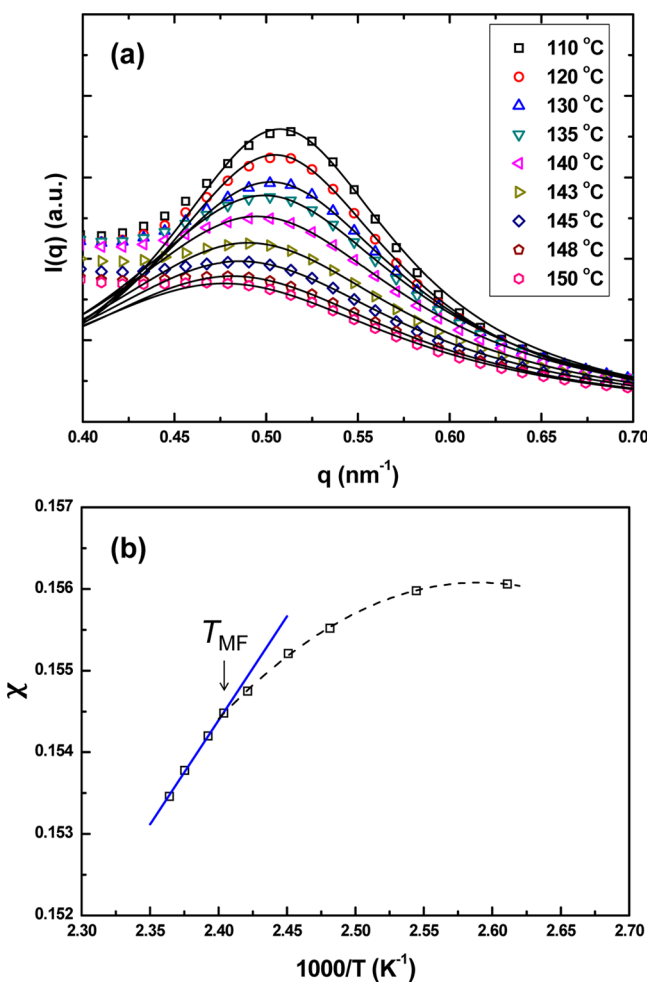 (a)
110 °C
120 °C
130 °C
135 °C
140 °C
143 °C
145 °C
148 °C
150 °C
I(q) (a.u.)
0.40 0.45 0.50 0.55 0.60 0.65 0.70
q (nm⁻¹)
(b)
0.157
0.156
0.155
0.154
0.153
0.152
T_MF
χ
2.30 2.35 2.40 2.45 2.50 2.55 2.60 2.65 2.70
1000/T (K⁻¹)